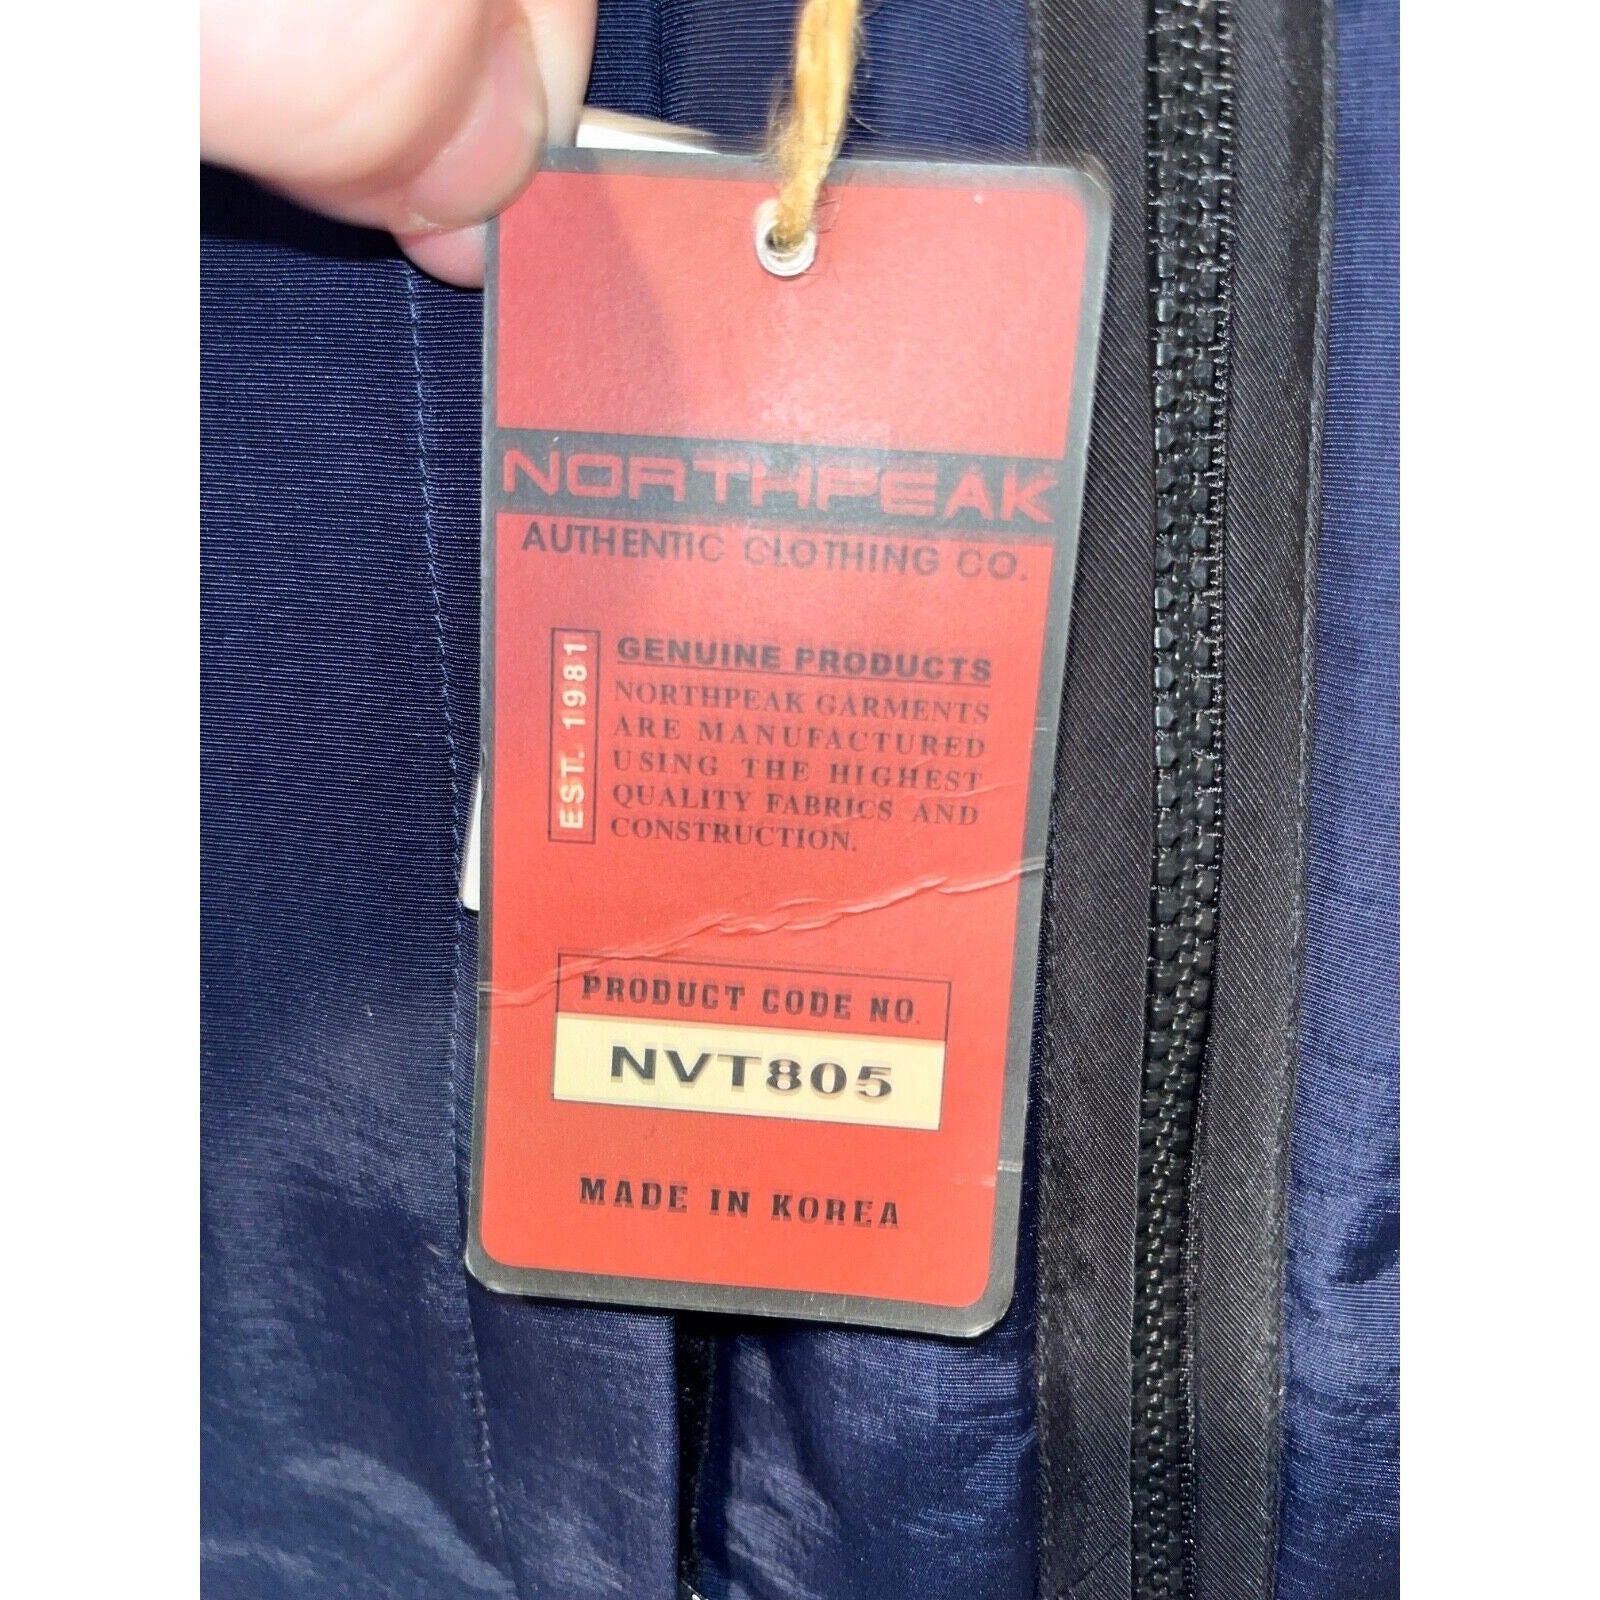 NORTHPEAK
AUTHENTIC CLOTHING CO.
EST. 1981
GENUINE PRODUCTS
NORTHPEAK GARMENTS
ARE MANUFACTURED
USING THE HIGHEST
QUALITY FABRICS AND
CONSTRUCTION.
PRODUCT CODE NO.
NVT805
MADE IN KOREA